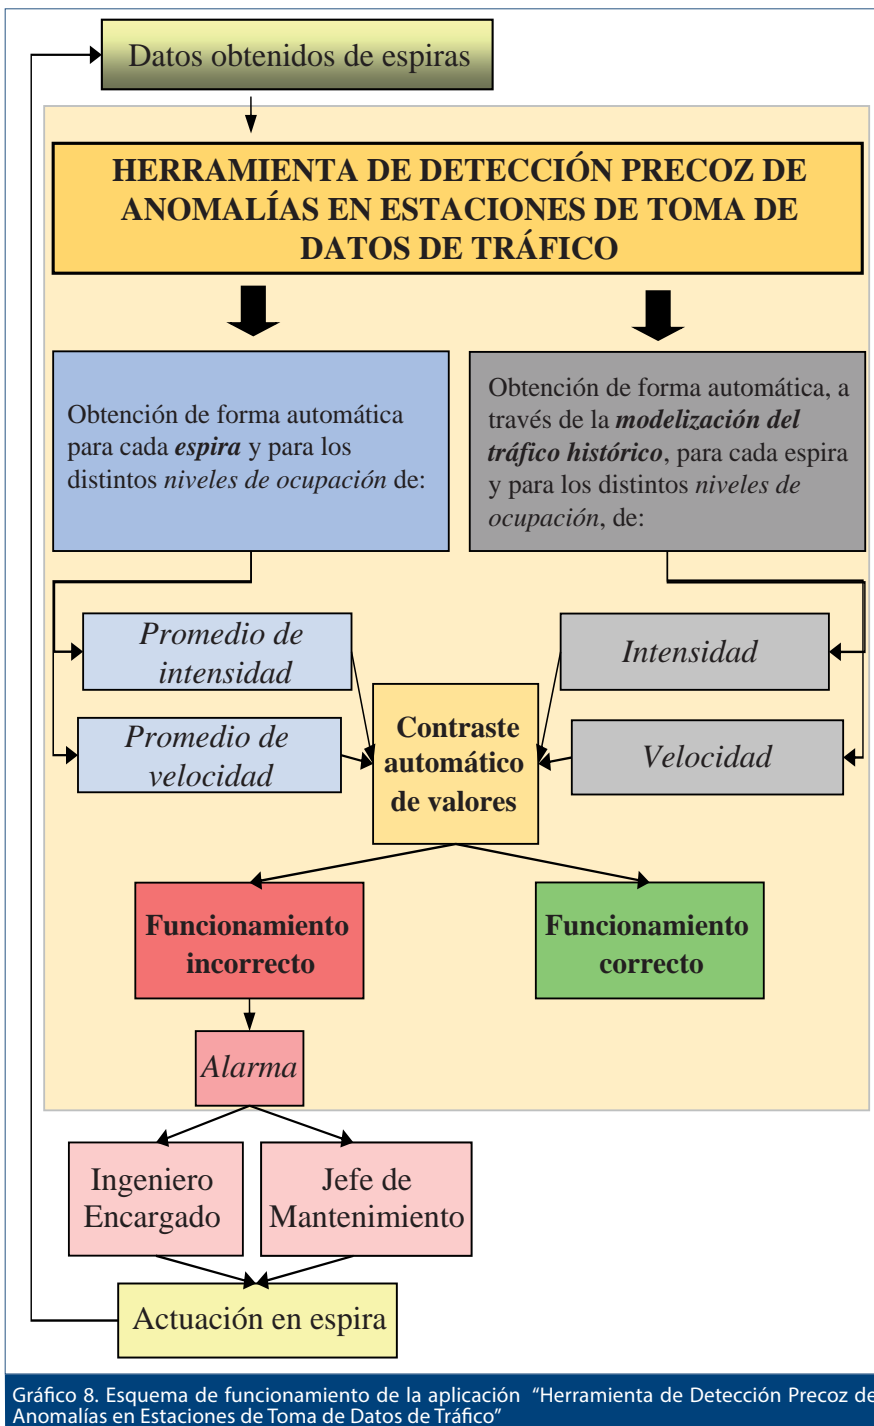 Datos obtenidos de espiras
HERRAMIENTA DE DETECCIÓN PRECOZ DE
ANOMALÍAS EN ESTACIONES DE TOMA DE
DATOS DE TRÁFICO
Obtención de forma automática
para cada espira y para los
distintos niveles de ocupación de:
Obtención de forma automática, a
través de la modelización del
tráfico histórico, para cada espira
y para los distintos niveles de
ocupación, de:
Promedio de
intensidad
Intensidad
Promedio de
velocidad
Velocidad
Contraste
automático
de valores
Funcionamiento
incorrecto
Funcionamiento
correcto
Alarma
Ingeniero
Encargado
Jefe de
Mantenimiento
Actuación en espira
Gráfico 8. Esquema de funcionamiento de la aplicación “Herramienta de Detección Precoz de
Anomalías en Estaciones de Toma de Datos de Tráfico”